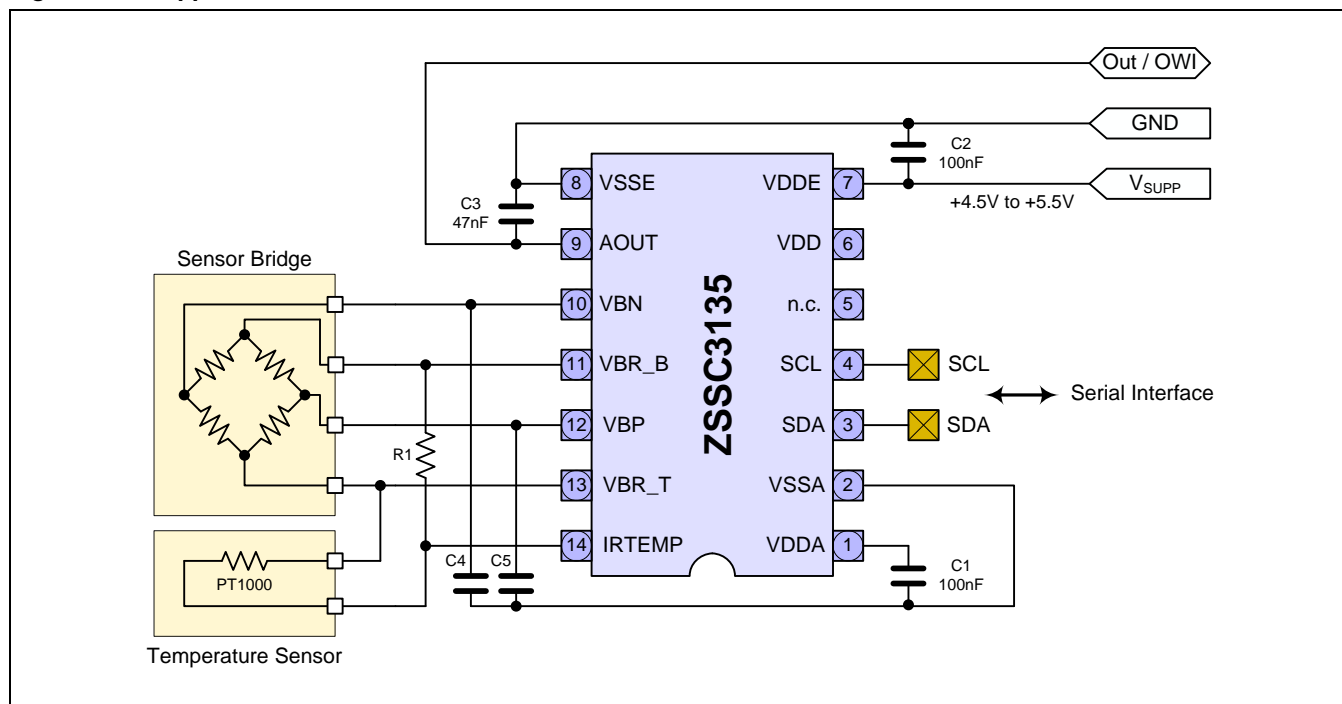 Out / OWI
GND
C2
100nF
VSUPP
+4.5V to +5.5V
8 VSSE
VDDE 7
C3
47nF
9 AOUT
VDD 6
Sensor Bridge
10 VBN
n.c. 5
11 VBR_B
SCL 4
SCL
Serial Interface
12 VBP
SDA 3
SDA
R1
ZSSC3135
13 VBR_T
VSSA 2
14 IRTEMP
VDDA 1
C4
C5
C1
100nF
PT1000
Temperature Sensor